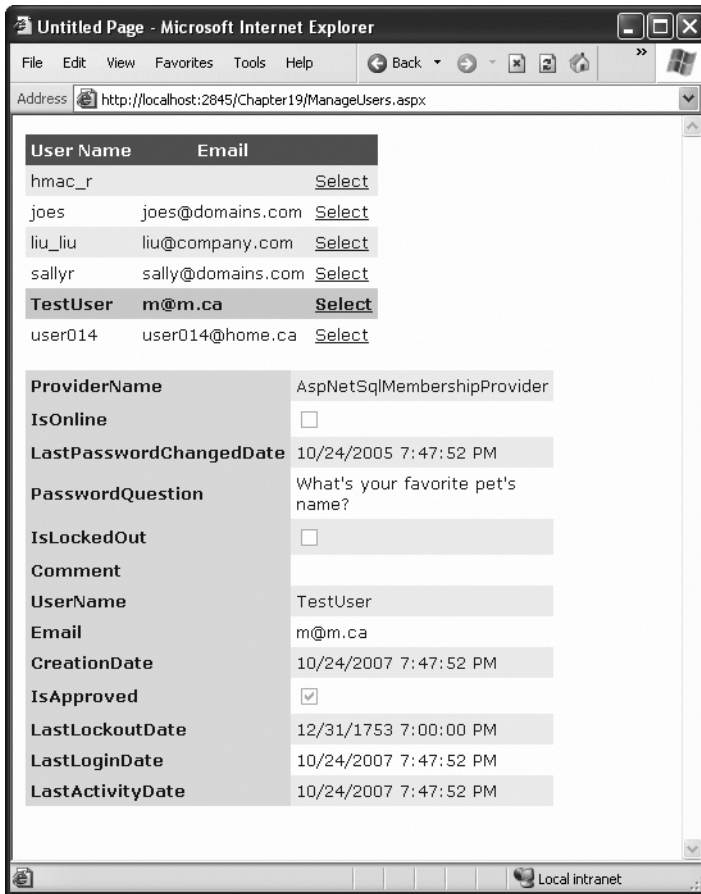 Untitled Page - Microsoft Internet Explorer
File Edit View Favorites Tools Help Back »
Address http://localhost:2845/Chapter19/ManageUsers.aspx
User Name Email
hmac_r Select
joes joes@domains.com Select
liu_liu liu@company.com Select
sallyr sally@domains.com Select
TestUser m@m.ca Select
user014 user014@home.ca Select
ProviderName AspNetSqlMembershipProvider
IsOnline
LastPasswordChangedDate 10/24/2005 7:47:52 PM
PasswordQuestion What's your favorite pet's
name?
IsLockedOut
Comment
UserName TestUser
Email m@m.ca
CreationDate 10/24/2007 7:47:52 PM
IsApproved
LastLockoutDate 12/31/1753 7:00:00 PM
LastLoginDate 10/24/2007 7:47:52 PM
LastActivityDate 10/24/2007 7:47:52 PM
Local intranet